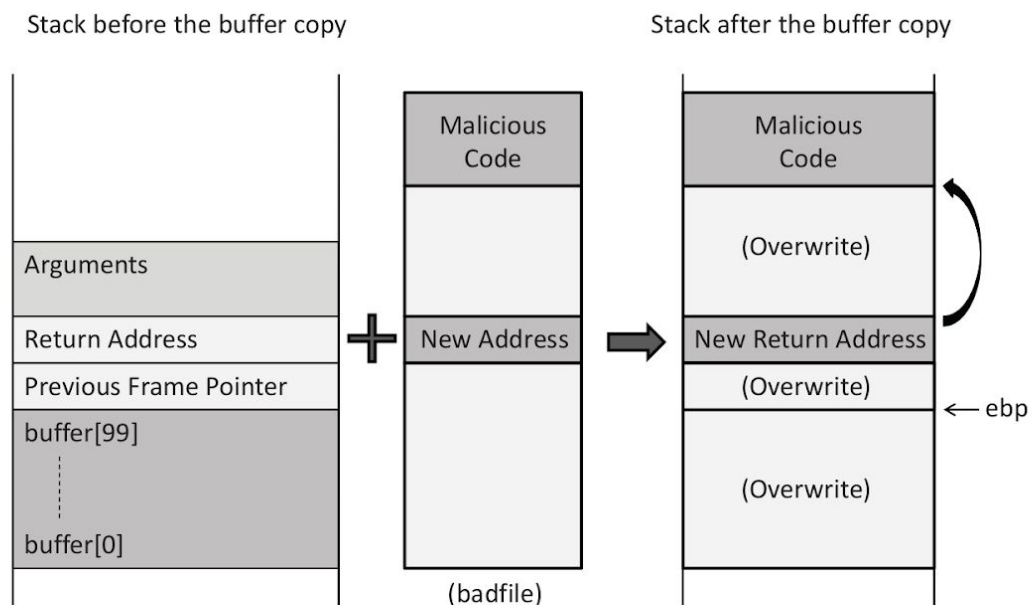 Stack before the buffer copy
Stack after the buffer copy
Arguments
Return Address
Previous Frame Pointer
buffer[99]
buffer[0]
Malicious
Code
New Address
(badfile)
Malicious
Code
(Overwrite)
New Return Address
(Overwrite)
ebp
(Overwrite)